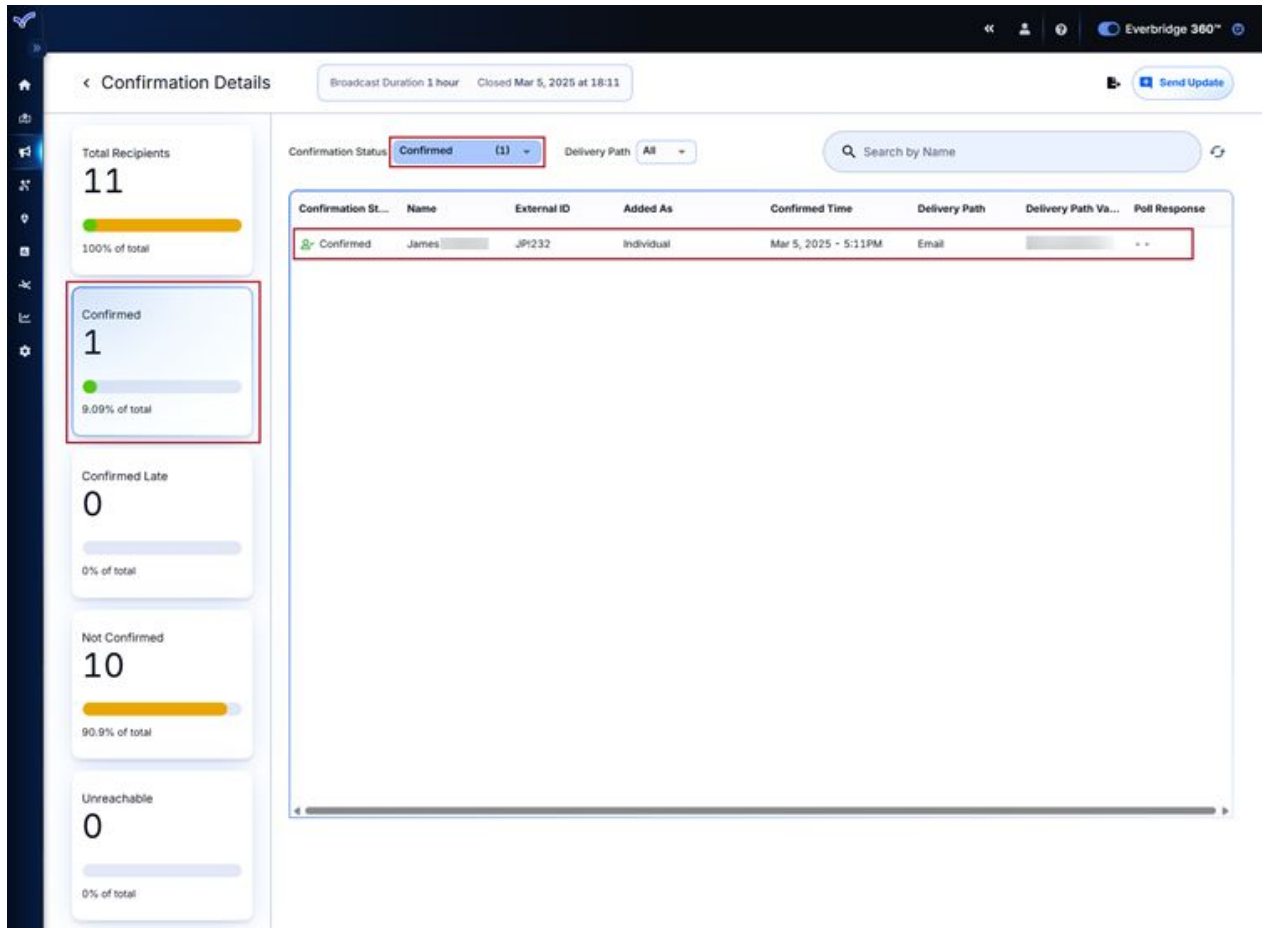 Everbridge 360™
Confirmation Details
Broadcast Duration 1 hour Closed Mar 5, 2025 at 18:11
Send Update
Total Recipients
11
100% of total
Confirmed
1
9.09% of total
Confirmed Late
0
0% of total
Not Confirmed
10
90.9% of total
Unreachable
0
0% of total
Confirmation Status Confirmed (1) Delivery Path All Search by Name
Confirmation St... Name External ID Added As Confirmed Time Delivery Path Delivery Path Va... Poll Response
Confirmed James JPI232 Individual Mar 5, 2025 - 5:11PM Email - -